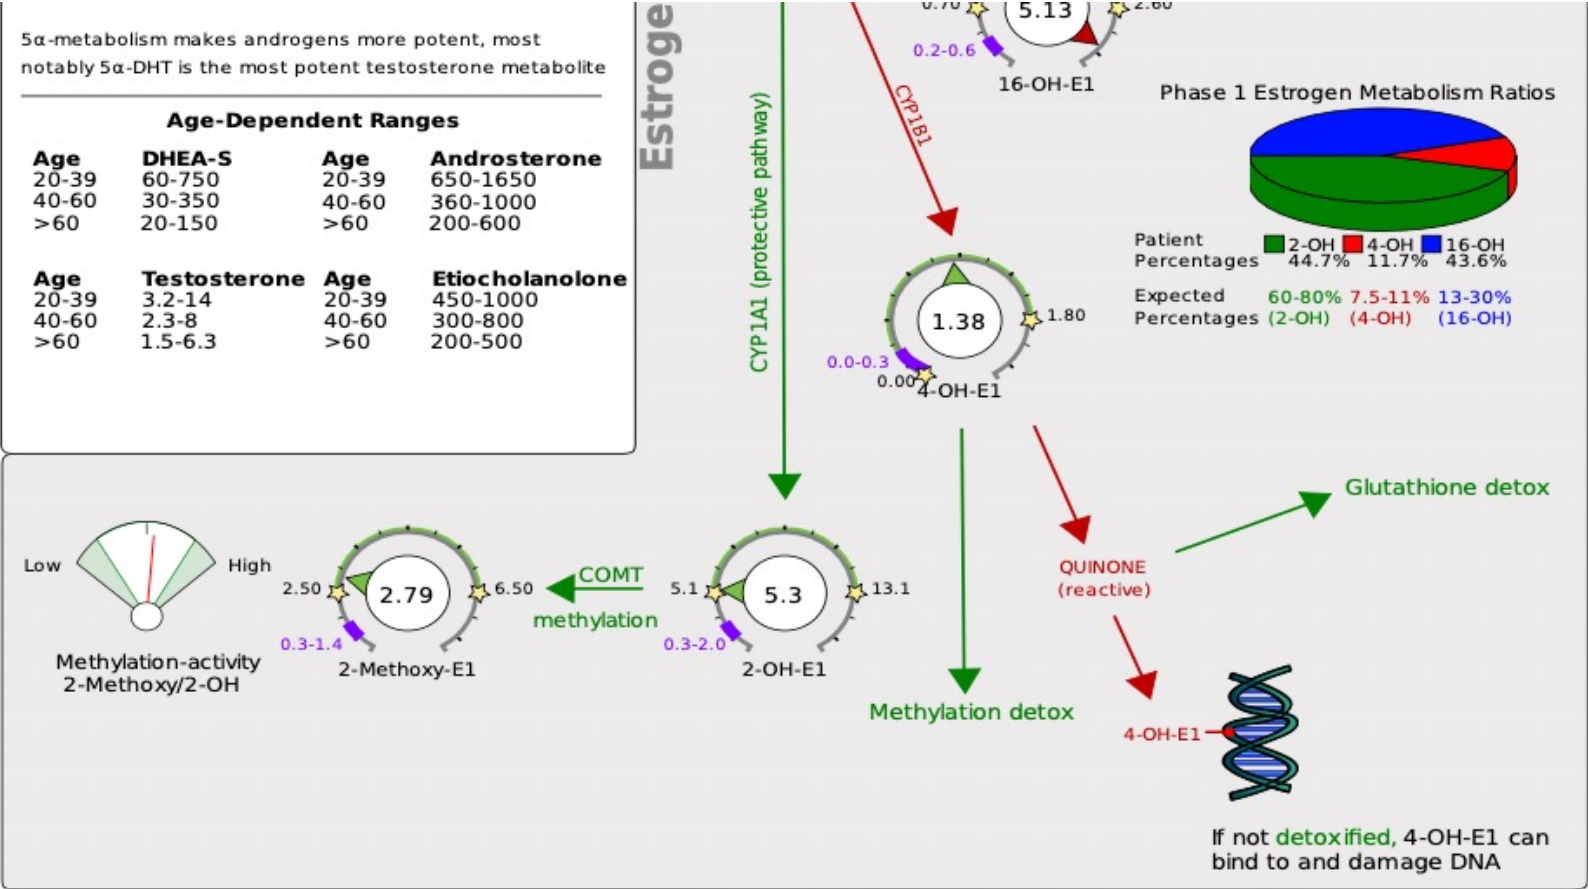 5α-metabolism makes androgens more potent, most
notably 5α-DHT is the most potent testosterone metabolite
Age-Dependent Ranges
Age DHEA-S Age Androsterone
20-39 60-750 20-39 650-1650
40-60 30-350 40-60 360-1000
>60 20-150 >60 200-600
Age Testosterone Age Etiocholanolone
20-39 3.2-14 20-39 450-1000
40-60 2.3-8 40-60 300-800
>60 1.5-6.3 >60 200-500
Estroge
CYP1A1 (protective pathway)
CYP1B1
0.70 5.13 2.60
0.2-0.6
16-OH-E1
Phase 1 Estrogen Metabolism Ratios
Patient 2-OH 4-OH 16-OH
Percentages 44.7% 11.7% 43.6%
Expected 60-80% 7.5-11% 13-30%
Percentages (2-OH) (4-OH) (16-OH)
1.38 1.80
0.0-0.3
0.00
4-OH-E1
Low High
Methylation-activity
2-Methoxy/2-OH
2.50 2.79 6.50
0.3-1.4
2-Methoxy-E1
COMT
methylation
5.1 5.3 13.1
0.3-2.0
2-OH-E1
Methylation detox
QUINONE
(reactive)
Glutathione detox
4-OH-E1
If not detoxified, 4-OH-E1 can
bind to and damage DNA